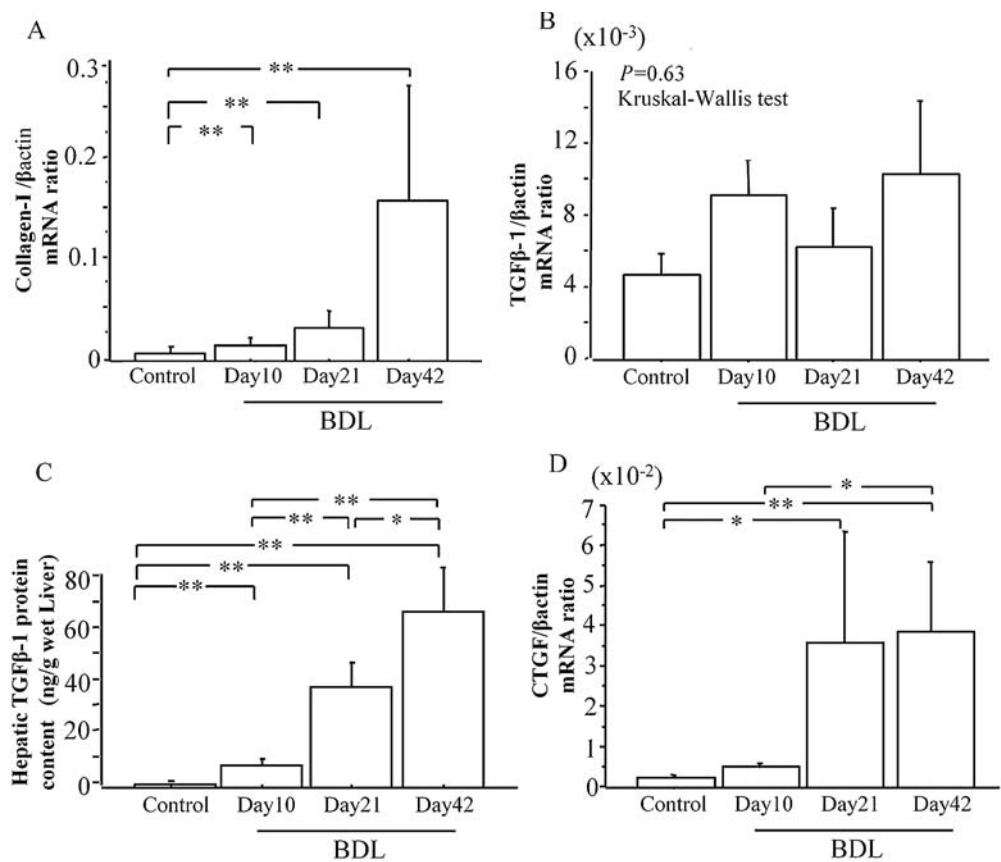 A
Collagen-I/βactin
mRNA ratio
0.3
0.2
0.1
0
**
**
**
Control Day10 Day21 Day42
BDL
B
(x10⁻³)
P=0.63
Kruskal-Wallis test
TGFβ-1/βactin
mRNA ratio
16
12
8
4
0
Control Day10 Day21 Day42
BDL
C
Hepatic TGFβ-1 protein
content (ng/g wet Liver)
80
60
40
20
0
**
** *
**
**
**
Control Day10 Day21 Day42
BDL
D
(x10⁻²)
CTGF/βactin
mRNA ratio
7
6
5
4
3
2
1
0
*
**
*
Control Day10 Day21 Day42
BDL